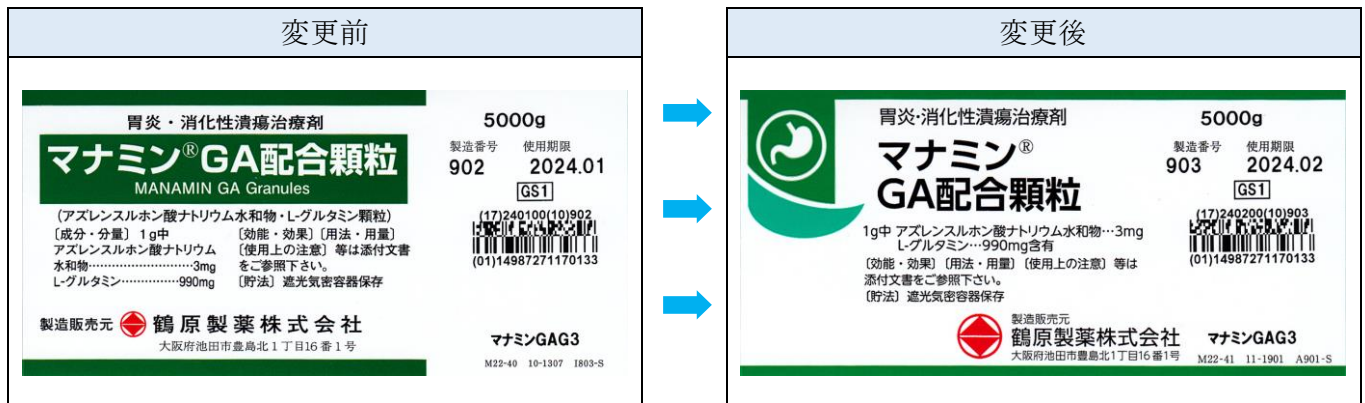 変更前
胃炎・消化性潰瘍治療剤
マナミン®GA配合顆粒
MANAMIN GA Granules
(アズレンスルホン酸ナトリウム水和物・L-グルタミン顆粒)
〔成分・分量〕1g中
アズレンスルホン酸ナトリウム
水和物……………………3mg
L-グルタミン……………990mg
〔効能・効果〕〔用法・用量〕
〔使用上の注意〕等は添付文書
をご参照下さい。
〔貯法〕遮光気密容器保存
製造販売元 鶴原製薬株式会社
大阪府池田市豊島北1丁目16番1号
5000g
製造番号 使用期限
902 2024.01
GS1
(17)240100(10)902
(01)14987271170133
マナミンGAG3
M22-40 10-1307 I803-S
変更後
胃炎・消化性潰瘍治療剤
マナミン®
GA配合顆粒
1g中 アズレンスルホン酸ナトリウム水和物…3mg
L-グルタミン…990mg含有
〔効能・効果〕〔用法・用量〕〔使用上の注意〕等は
添付文書をご参照下さい。
〔貯法〕遮光気密容器保存
製造販売元
鶴原製薬株式会社
大阪府池田市豊島北1丁目16番1号
5000g
製造番号 使用期限
903 2024.02
GS1
(17)240200(10)903
(01)14987271170133
マナミンGAG3
M22-41 11-1901 A901-S